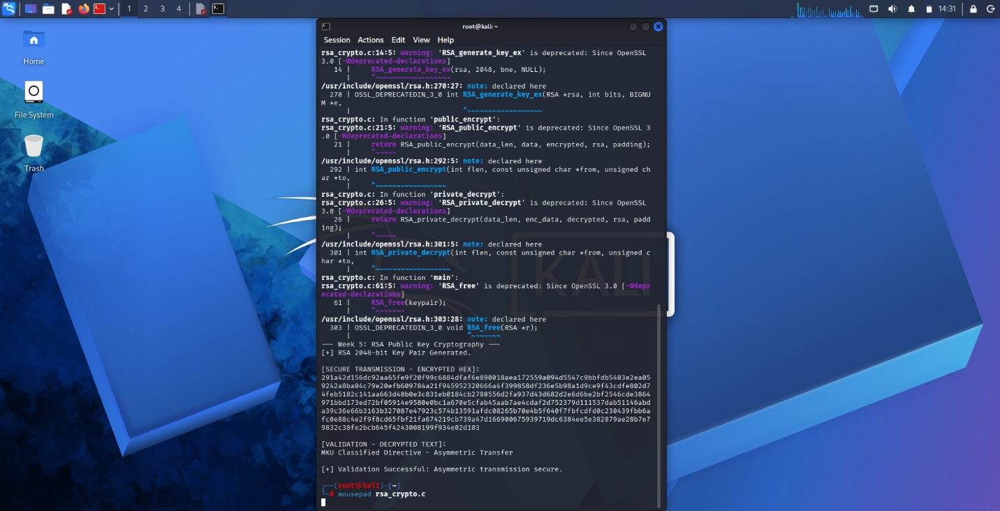 1 2 3 4
14:31
Home
File System
Trash
root@kali: ~
Session Actions Edit View Help
rsa_crypto.c:14:5: warning: ‘RSA_generate_key_ex’ is deprecated: Since OpenSSL
3.0 [-Wdeprecated-declarations]
14 |     RSA_generate_key_ex(rsa, 2048, bne, NULL);
|     ^~~~~~~~~~~~~~~~~~~
/usr/include/openssl/rsa.h:270:27: note: declared here
270 | OSSL_DEPRECATEDIN_3_0 int RSA_generate_key_ex(RSA *rsa, int bits, BIGNU
M *e,
|                           ^~~~~~~~~~~~~~~~~~~
rsa_crypto.c: In function ‘public_encrypt’:
rsa_crypto.c:21:5: warning: ‘RSA_public_encrypt’ is deprecated: Since OpenSSL 3
.0 [-Wdeprecated-declarations]
21 |     return RSA_public_encrypt(data_len, data, encrypted, rsa, padding);
|     ^~~~~~
/usr/include/openssl/rsa.h:292:5: note: declared here
292 | int RSA_public_encrypt(int flen, const unsigned char *from, unsigned ch
ar *to,
|     ^~~~~~~~~~~~~~~~~~
rsa_crypto.c: In function ‘private_decrypt’:
rsa_crypto.c:26:5: warning: ‘RSA_private_decrypt’ is deprecated: Since OpenSSL
3.0 [-Wdeprecated-declarations]
26 |     return RSA_private_decrypt(data_len, enc_data, decrypted, rsa, padd
ing);
|     ^~~~~~
/usr/include/openssl/rsa.h:301:5: note: declared here
301 | int RSA_private_decrypt(int flen, const unsigned char *from, unsigned c
har *to,
|     ^~~~~~~~~~~~~~~~~~~
rsa_crypto.c: In function ‘main’:
rsa_crypto.c:61:5: warning: ‘RSA_free’ is deprecated: Since OpenSSL 3.0 [-Wdepr
ecated-declarations]
61 |     RSA_free(keypair);
|     ^~~~~~~~
/usr/include/openssl/rsa.h:303:28: note: declared here
303 | OSSL_DEPRECATEDIN_3_0 void RSA_free(RSA *r);
|                            ^~~~~~~~
--- Week 5: RSA Public Key Cryptography ---
[+] RSA 2048-bit Key Pair Generated.
[SECURE TRANSMISSION - ENCRYPTED HEX]:
291a42d156dc92aa65fe9f20f99c6884dfaf6e890018aea172559a094d5547c9bbfdb5403e2ea05
9242a8ba04c79e20efb609784a21f945952320666a4f399858df236e5b98a1d9ce9f43cdfe802d7
4feb5182c141aa663d48b0e3c831eb0184cb2780556d2fa937d43d682d2e6d6be2bf2546cde3864
971bbd173ed72bf05914e9580e0bc1a670e5cfab45aab7ae4cdaf2d752379d111537dab51146abd
a39c36e66b3163b327087e47923c574b13591afdc08265b70e4b5f640f7fbfcdfd0c230439fbb6a
fc0e88c4e2f9f8cd65fbf21fa674219cb739a47d166900675939719dc6384ee5e382879ae28b7e7
9832c38fe2bcb645f4243008199f934e02d103
[VALIDATION - DECRYPTED TEXT]:
MKU Classified Directive - Asymmetric Transfer
[+] Validation Successful: Asymmetric transmission secure.
┌──(root㉿kali)-[~]
└─# mousepad rsa_crypto.c
KALI